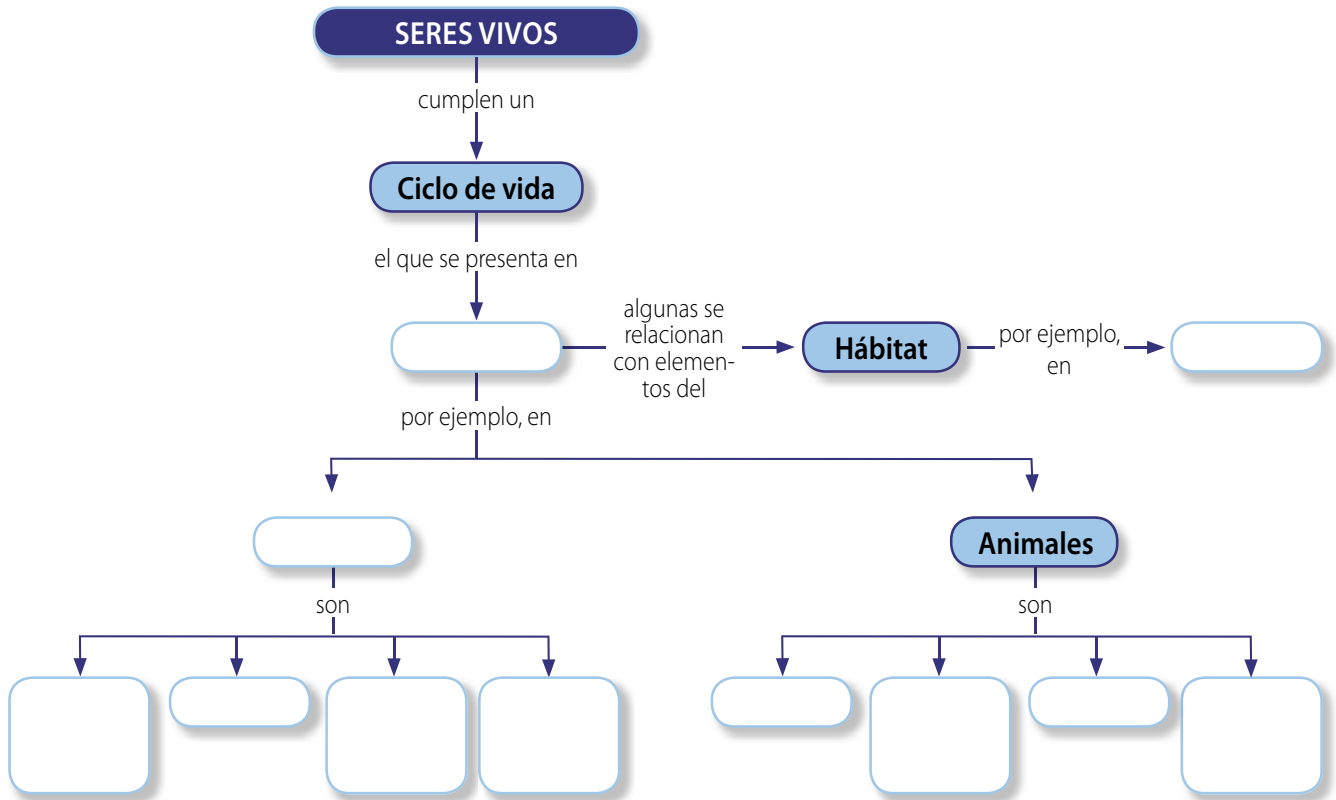 SERES VIVOS
cumplen un
Ciclo de vida
el que se presenta en
algunas se
relacionan
con elemen-
tos del
Hábitat
por ejemplo,
en
por ejemplo, en
Animales
son
son